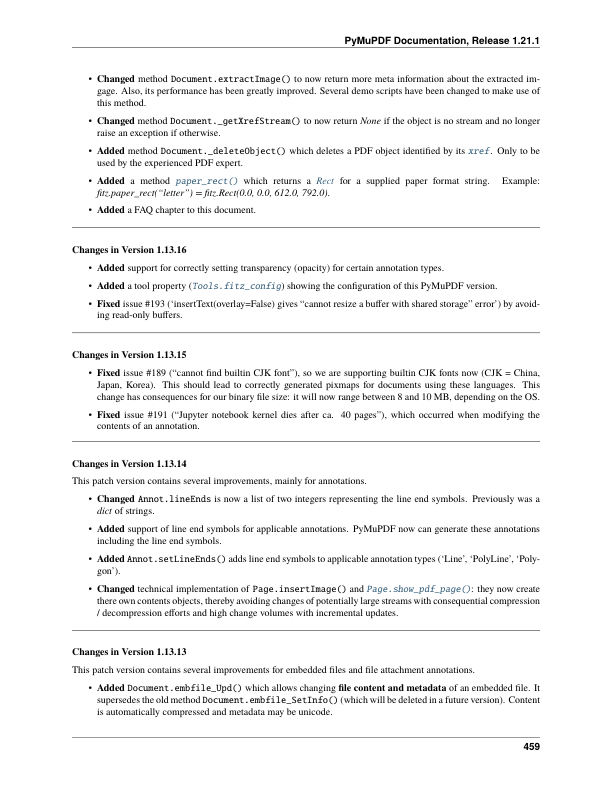 PyMuPDF Documentation, Release 1.21.1
• Changed method Document.extractImage() to now return more meta information about the extracted im-
gage. Also, its performance has been greatly improved. Several demo scripts have been changed to make use of
this method.
• Changed method Document._getXrefStream() to now return None if the object is no stream and no longer
raise an exception if otherwise.
• Added method Document._deleteObject() which deletes a PDF object identified by its xref. Only to be
used by the experienced PDF expert.
• Added a method paper_rect() which returns a Rect for a supplied paper format string. Example:
fitz.paper_rect(“letter”) = fitz.Rect(0.0, 0.0, 612.0, 792.0).
• Added a FAQ chapter to this document.
Changes in Version 1.13.16
• Added support for correctly setting transparency (opacity) for certain annotation types.
• Added a tool property (Tools.fitz_config) showing the configuration of this PyMuPDF version.
• Fixed issue #193 (‘insertText(overlay=False) gives “cannot resize a buffer with shared storage” error’) by avoid-
ing read-only buffers.
Changes in Version 1.13.15
• Fixed issue #189 (“cannot find builtin CJK font”), so we are supporting builtin CJK fonts now (CJK = China,
Japan, Korea). This should lead to correctly generated pixmaps for documents using these languages. This
change has consequences for our binary file size: it will now range between 8 and 10 MB, depending on the OS.
• Fixed issue #191 (“Jupyter notebook kernel dies after ca. 40 pages”), which occurred when modifying the
contents of an annotation.
Changes in Version 1.13.14
This patch version contains several improvements, mainly for annotations.
• Changed Annot.lineEnds is now a list of two integers representing the line end symbols. Previously was a
dict of strings.
• Added support of line end symbols for applicable annotations. PyMuPDF now can generate these annotations
including the line end symbols.
• Added Annot.setLineEnds() adds line end symbols to applicable annotation types (‘Line’, ‘PolyLine’, ‘Poly-
gon’).
• Changed technical implementation of Page.insertImage() and Page.show_pdf_page(): they now create
there own contents objects, thereby avoiding changes of potentially large streams with consequential compression
/ decompression efforts and high change volumes with incremental updates.
Changes in Version 1.13.13
This patch version contains several improvements for embedded files and file attachment annotations.
• Added Document.embfile_Upd() which allows changing file content and metadata of an embedded file. It
supersedes the old method Document.embfile_SetInfo() (which will be deleted in a future version). Content
is automatically compressed and metadata may be unicode.
459